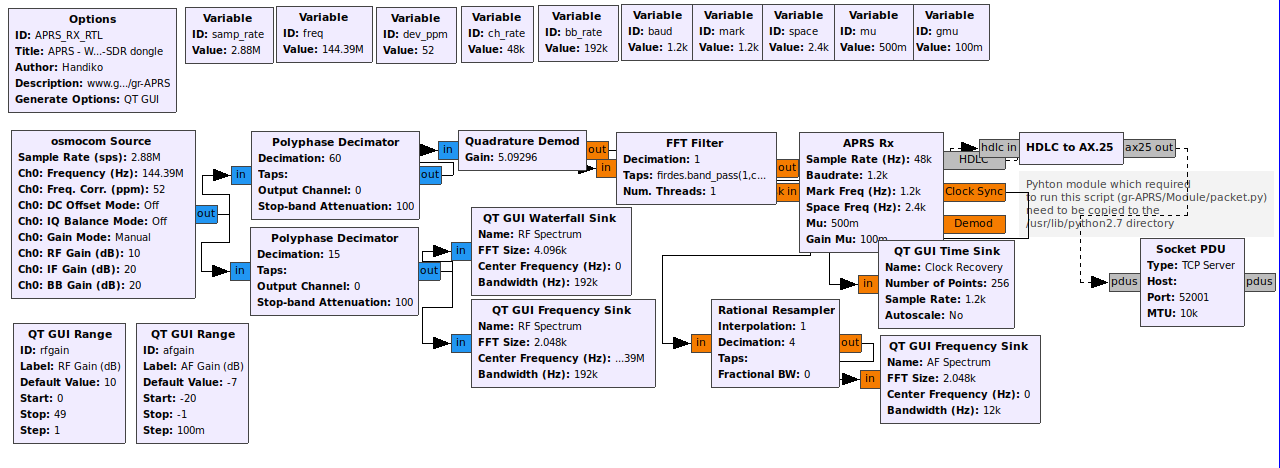 Options
ID: APRS_RX_RTL
Title: APRS - W...-SDR dongle
Author: Handiko
Description: www.g.../gr-APRS
Generate Options: QT GUI
Variable
ID: samp_rate
Value: 2.88M
Variable
ID: freq
Value: 144.39M
Variable
ID: dev_ppm
Value: 52
Variable
ID: ch_rate
Value: 48k
Variable
ID: bb_rate
Value: 192k
Variable
ID: baud
Value: 1.2k
Variable
ID: mark
Value: 1.2k
Variable
ID: space
Value: 2.4k
Variable
ID: mu
Value: 500m
Variable
ID: gmu
Value: 100m
osmocom Source
Sample Rate (sps): 2.88M
Ch0: Frequency (Hz): 144.39M
Ch0: Freq. Corr. (ppm): 52
Ch0: DC Offset Mode: Off
Ch0: IQ Balance Mode: Off
Ch0: Gain Mode: Manual
Ch0: RF Gain (dB): 10
Ch0: IF Gain (dB): 20
Ch0: BB Gain (dB): 20
out
in
Polyphase Decimator
Decimation: 60
Taps:
Output Channel: 0
Stop-band Attenuation: 100
out
in
Polyphase Decimator
Decimation: 15
Taps:
Output Channel: 0
Stop-band Attenuation: 100
out
in
Quadrature Demod
Gain: 5.09296
out
in
FFT Filter
Decimation: 1
Taps: firdes.band_pass(1,c...
Num. Threads: 1
out
k in
APRS Rx
Sample Rate (Hz): 48k
Baudrate: 1.2k
Mark Freq (Hz): 1.2k
Space Freq (Hz): 2.4k
Mu: 500m
Gain Mu: 100m
HDLC
Clock Sync
Demod
hdlc in
HDLC to AX.25
ax25 out
Pyhton module which required
to run this script (gr-APRS/Module/packet.py)
need to be copied to the
/usr/lib/python2.7 directory
in
QT GUI Waterfall Sink
Name: RF Spectrum
FFT Size: 4.096k
Center Frequency (Hz): 0
Bandwidth (Hz): 192k
in
QT GUI Frequency Sink
Name: RF Spectrum
FFT Size: 2.048k
Center Frequency (Hz): ...39M
Bandwidth (Hz): 192k
in
QT GUI Time Sink
Name: Clock Recovery
Number of Points: 256
Sample Rate: 1.2k
Autoscale: No
pdus
Socket PDU
Type: TCP Server
Host:
Port: 52001
MTU: 10k
pdus
in
Rational Resampler
Interpolation: 1
Decimation: 4
Taps:
Fractional BW: 0
out
in
QT GUI Frequency Sink
Name: AF Spectrum
FFT Size: 2.048k
Center Frequency (Hz): 0
Bandwidth (Hz): 12k
QT GUI Range
ID: rfgain
Label: RF Gain (dB)
Default Value: 10
Start: 0
Stop: 49
Step: 1
QT GUI Range
ID: afgain
Label: AF Gain (dB)
Default Value: -7
Start: -20
Stop: -1
Step: 100m